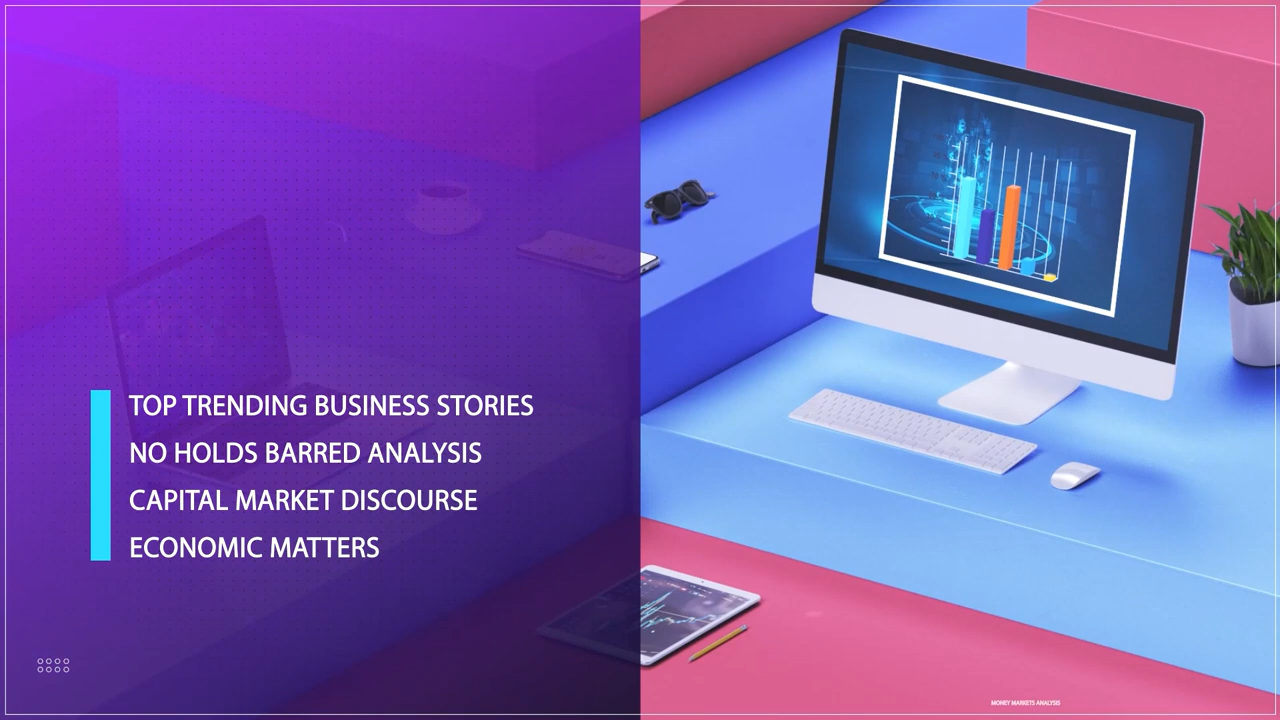 TOP TRENDING BUSINESS STORIES
NO HOLDS BARRED ANALYSIS
CAPITAL MARKET DISCOURSE
ECONOMIC MATTERS
MONEY MARKETS ANALYSIS